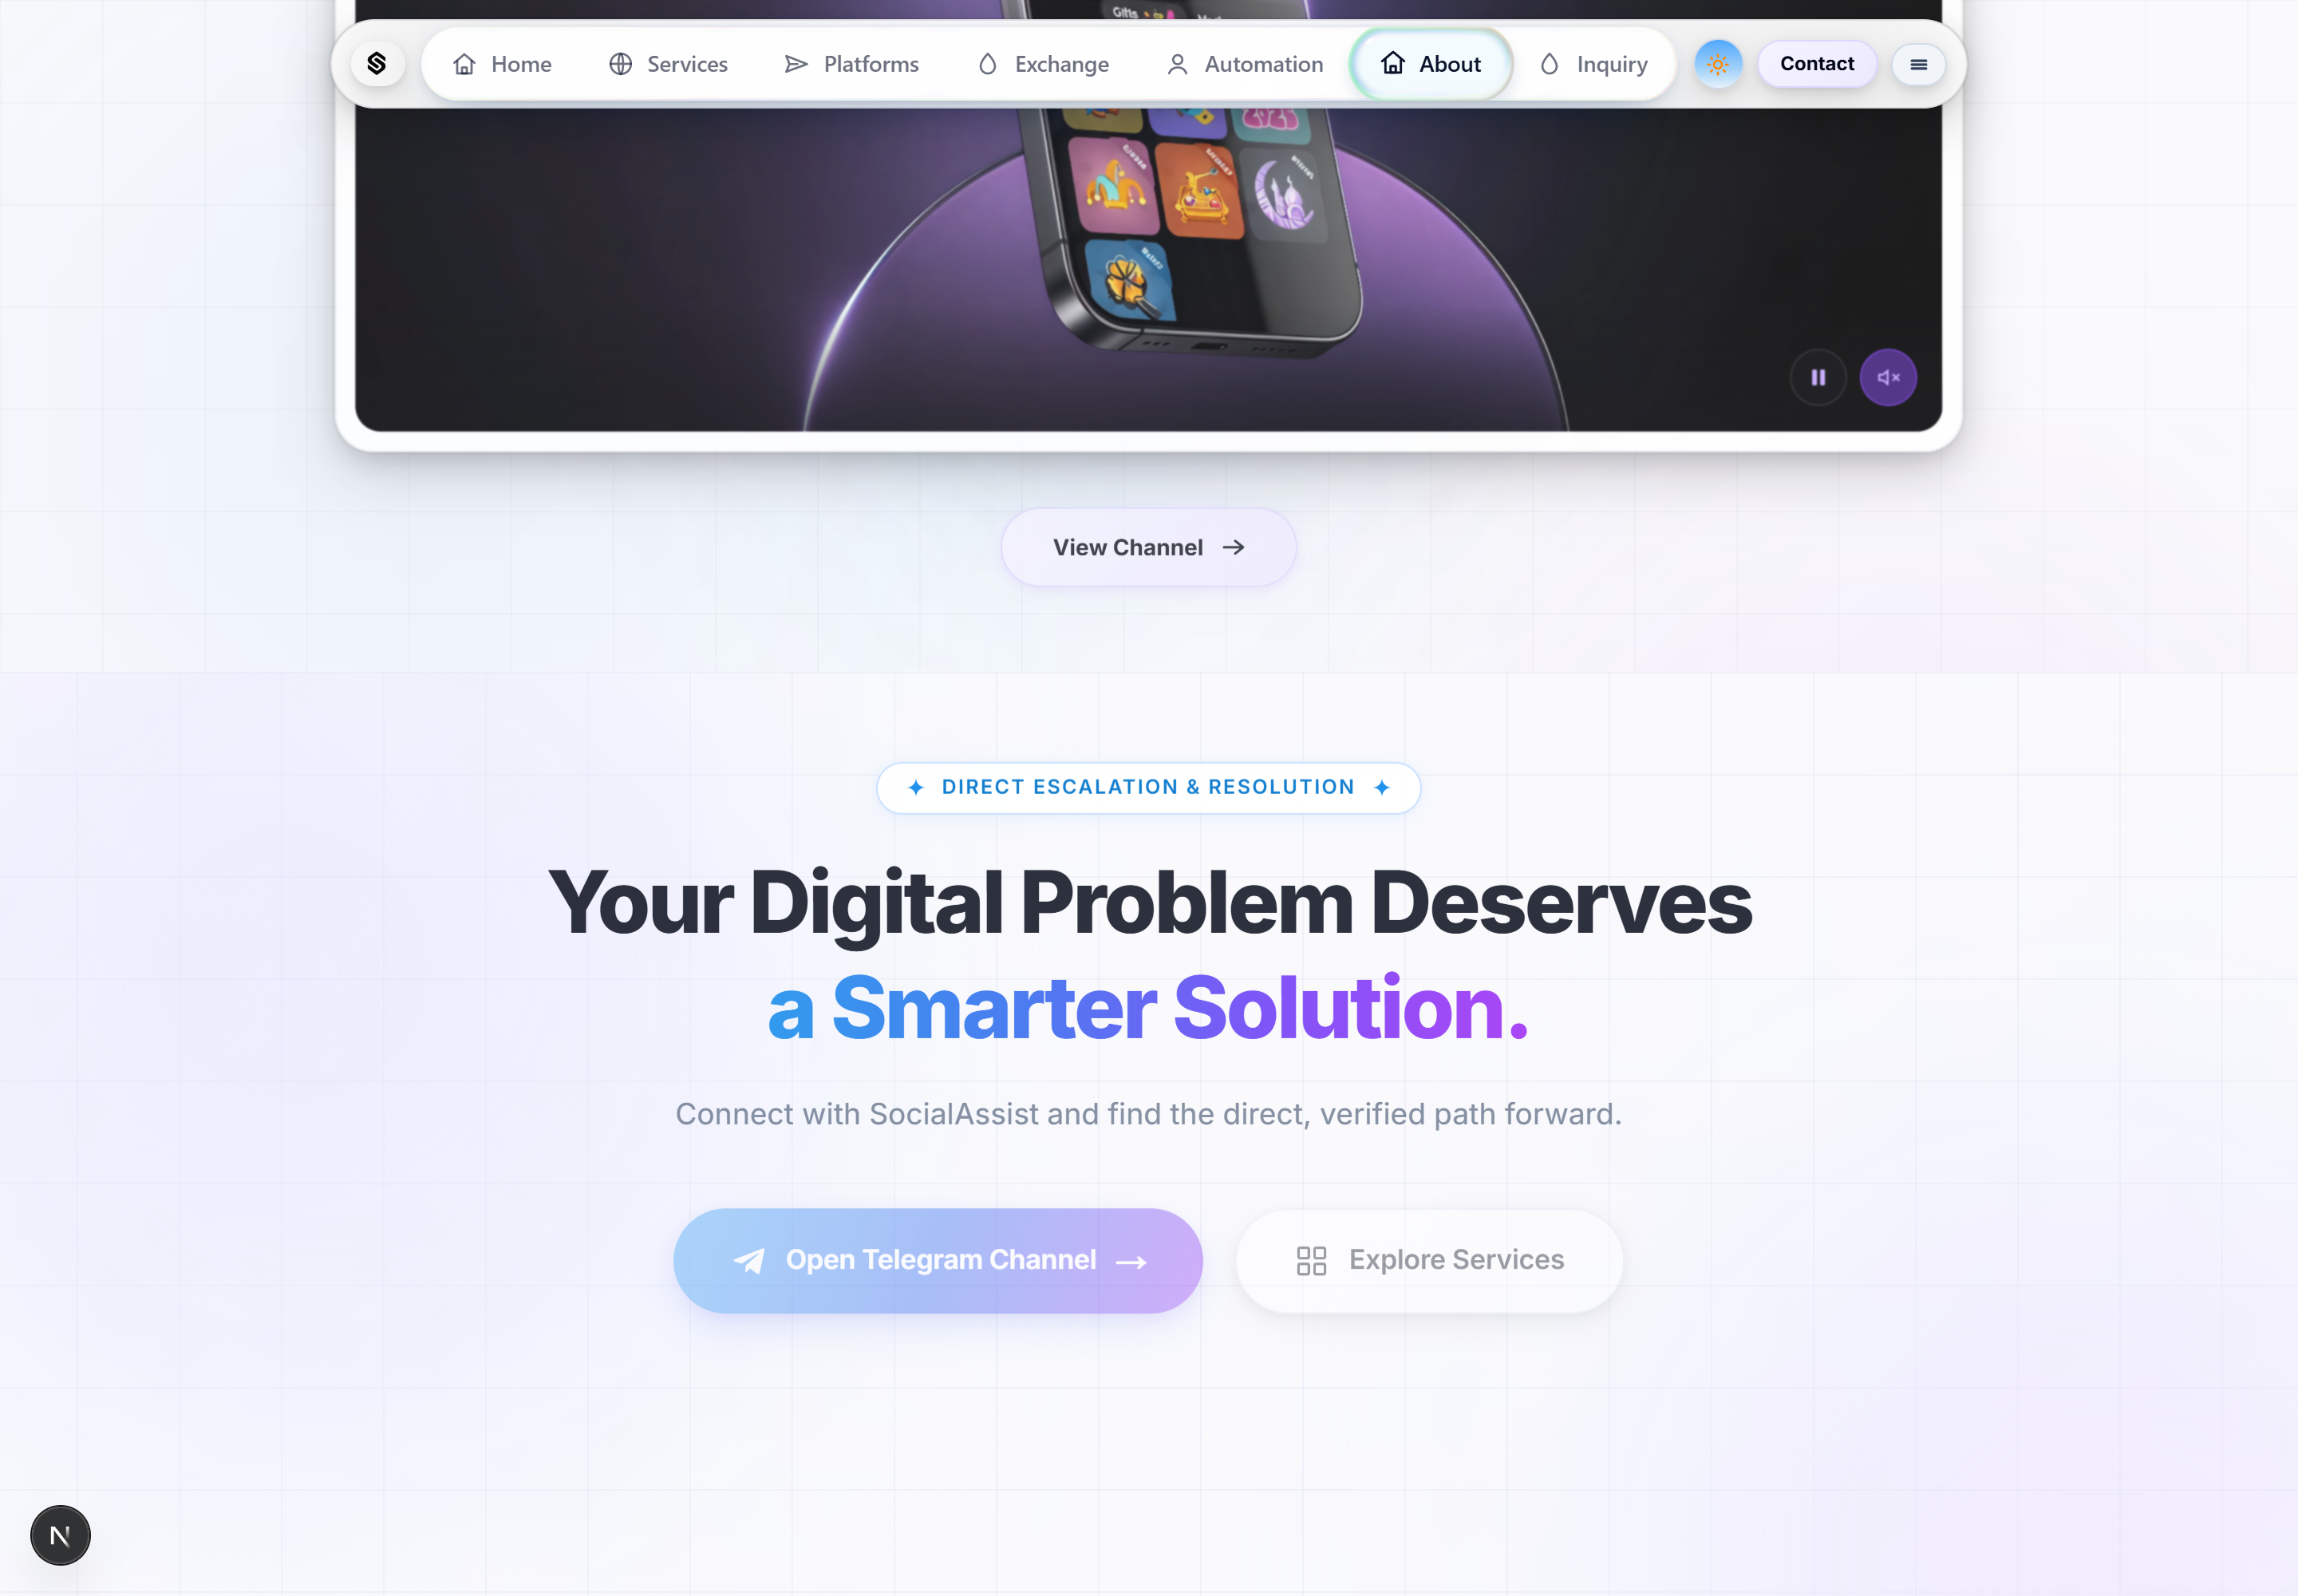 Gifts
Home
Services
Platforms
Exchange
Automation
About
Inquiry
Contact
View Channel →
✦ DIRECT ESCALATION & RESOLUTION ✦
Your Digital Problem Deserves
a Smarter Solution.
Connect with SocialAssist and find the direct, verified path forward.
Open Telegram Channel →
Explore Services
N